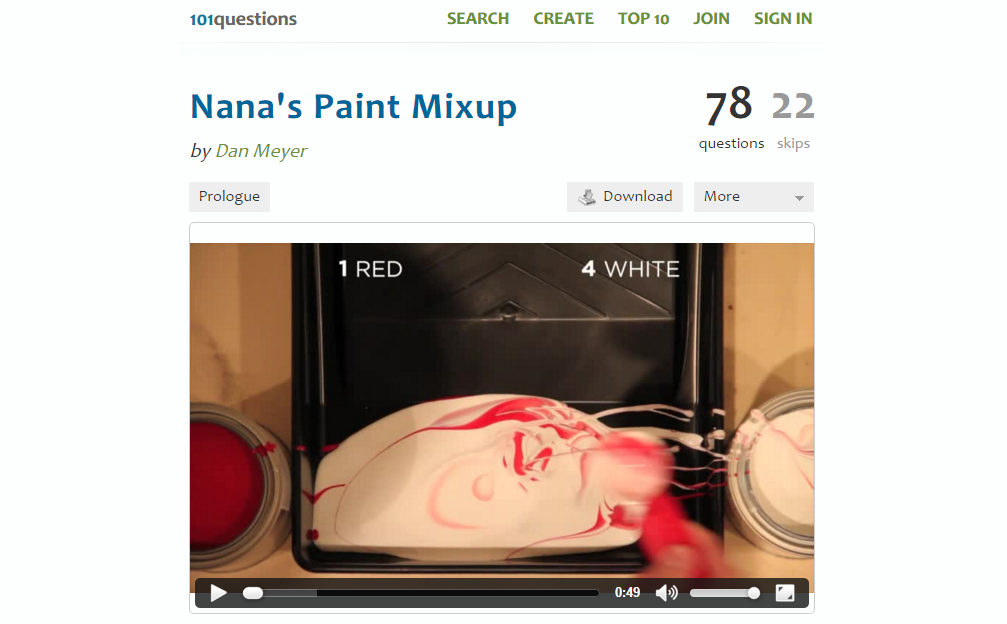 101questions SEARCH CREATE TOP 10 JOIN SIGN IN
Nana's Paint Mixup 78 22
by Dan Meyer questions skips
Prologue Download More
1 RED 4 WHITE
0:49